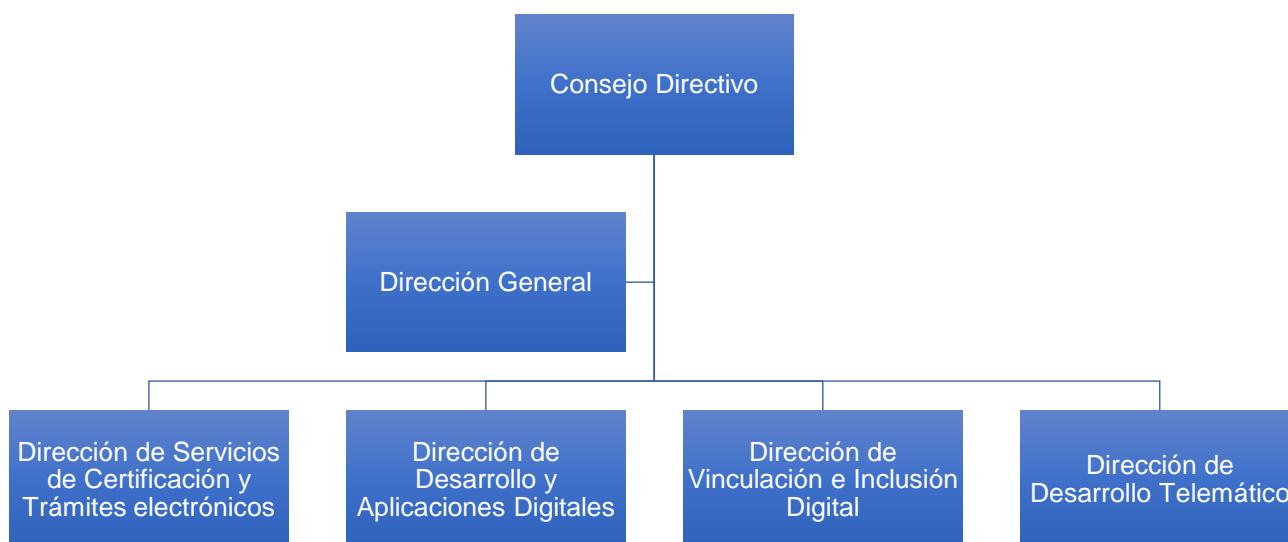 Consejo Directivo
Dirección General
Dirección de Servicios
de Certificación y
Trámites electrónicos
Dirección de
Desarrollo y
Aplicaciones Digitales
Dirección de
Vinculación e Inclusión
Digital
Dirección de
Desarrollo Telemático